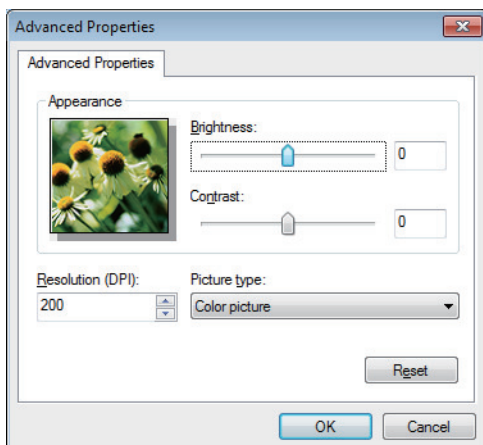 Advanced Properties
Advanced Properties
Appearance
Brightness:
0
Contrast:
0
Resolution (DPI):
Picture type:
200
Color picture
Reset
OK
Cancel